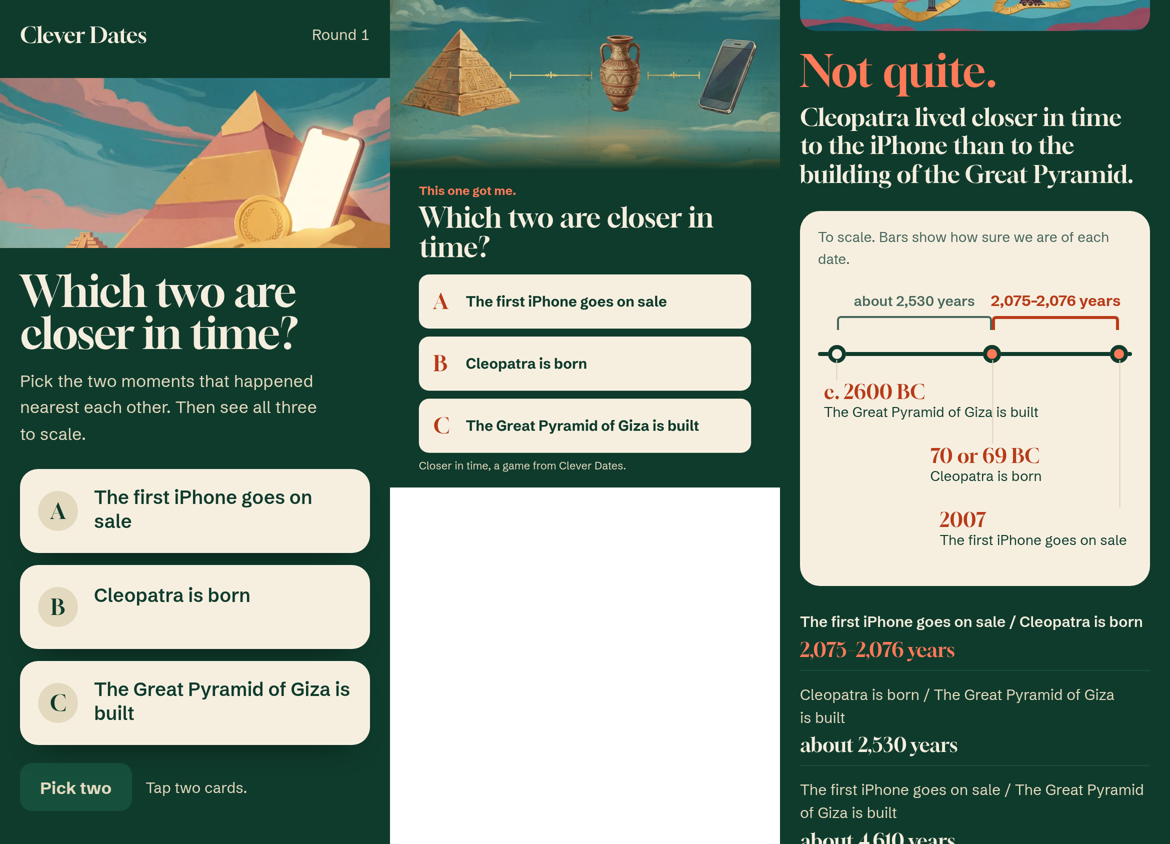 Clever Dates
Round 1
Which two are
closer in time?
Pick the two moments that happened
nearest each other. Then see all three
to scale.
A
The first iPhone goes on
sale
B
Cleopatra is born
C
The Great Pyramid of Giza is
built
Pick two
Tap two cards.
This one got me.
Which two are closer in
time?
A
The first iPhone goes on sale
B
Cleopatra is born
C
The Great Pyramid of Giza is built
Closer in time, a game from Clever Dates.
Not quite.
Cleopatra lived closer in time
to the iPhone than to the
building of the Great Pyramid.
To scale. Bars show how sure we are of each
date.
about 2,530 years
2,075–2,076 years
c. 2600 BC
The Great Pyramid of Giza is built
70 or 69 BC
Cleopatra is born
2007
The first iPhone goes on sale
The first iPhone goes on sale / Cleopatra is born
2,075–2,076 years
Cleopatra is born / The Great Pyramid of Giza
is built
about 2,530 years
The first iPhone goes on sale / The Great Pyramid
of Giza is built
about 4,610 years